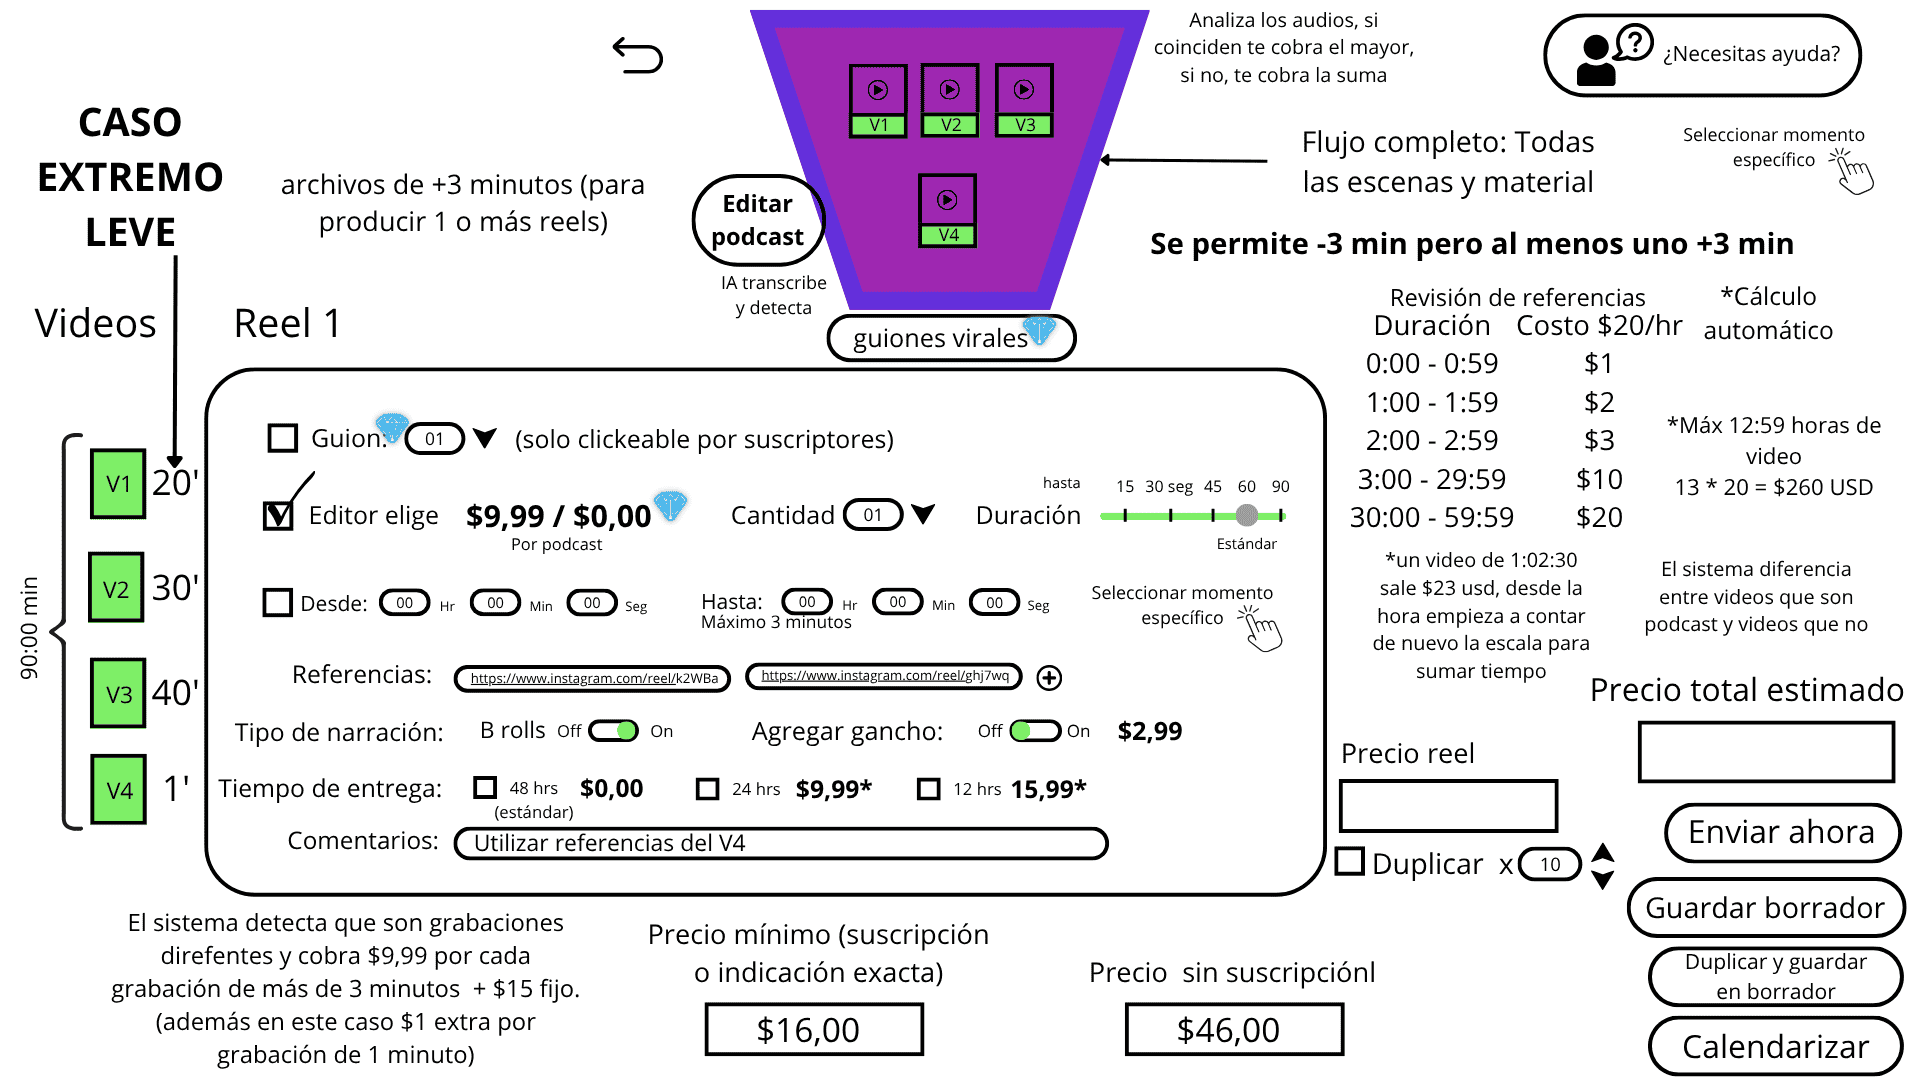 Analiza los audios, si
coinciden te cobra el mayor,
si no, te cobra la suma
¿Necesitas ayuda?
V1
V2
V3
V4
CASO
EXTREMO
LEVE
archivos de +3 minutos (para
producir 1 o más reels)
Editar
podcast
IA transcribe
y detecta
Flujo completo: Todas
las escenas y material
Seleccionar momento
específico
Se permite -3 min pero al menos uno +3 min
guiones virales
Videos
Reel 1
Revisión de referencias
Duración
Costo $20/hr
0:00 - 0:59
$1
1:00 - 1:59
$2
2:00 - 2:59
$3
3:00 - 29:59
$10
30:00 - 59:59
$20
*Cálculo
automático
*Máx 12:59 horas de
video
13 * 20 = $260 USD
*un video de 1:02:30
sale $23 usd, desde la
hora empieza a contar
de nuevo la escala para
sumar tiempo
El sistema diferencia
entre videos que son
podcast y videos que no
90:00 min
V1
20'
V2
30'
V3
40'
V4
1'
Guion:
01
(solo clickeable por suscriptores)
V
Editor elige
$9,99 / $0,00
Por podcast
Cantidad
01
Duración
hasta
15
30 seg
45
60
90
Estándar
Desde:
00
Hr
00
Min
00
Seg
Hasta:
00
Hr
00
Min
00
Seg
Máximo 3 minutos
Seleccionar momento
específico
Referencias:
https://www.instagram.com/reel/k2WBa
https://www.instagram.com/reel/ghj7wq
Tipo de narración:
B rolls
Off
On
Agregar gancho:
Off
On
$2,99
Tiempo de entrega:
48 hrs
(estándar)
$0,00
24 hrs
$9,99*
12 hrs
15,99*
Comentarios:
Utilizar referencias del V4
Precio total estimado
Precio reel
Duplicar x
10
Enviar ahora
Guardar borrador
Duplicar y guardar
en borrador
Calendarizar
El sistema detecta que son grabaciones
direfentes y cobra $9,99 por cada
grabación de más de 3 minutos + $15 fijo.
(además en este caso $1 extra por
grabación de 1 minuto)
Precio mínimo (suscripción
o indicación exacta)
$16,00
Precio sin suscripciónl
$46,00